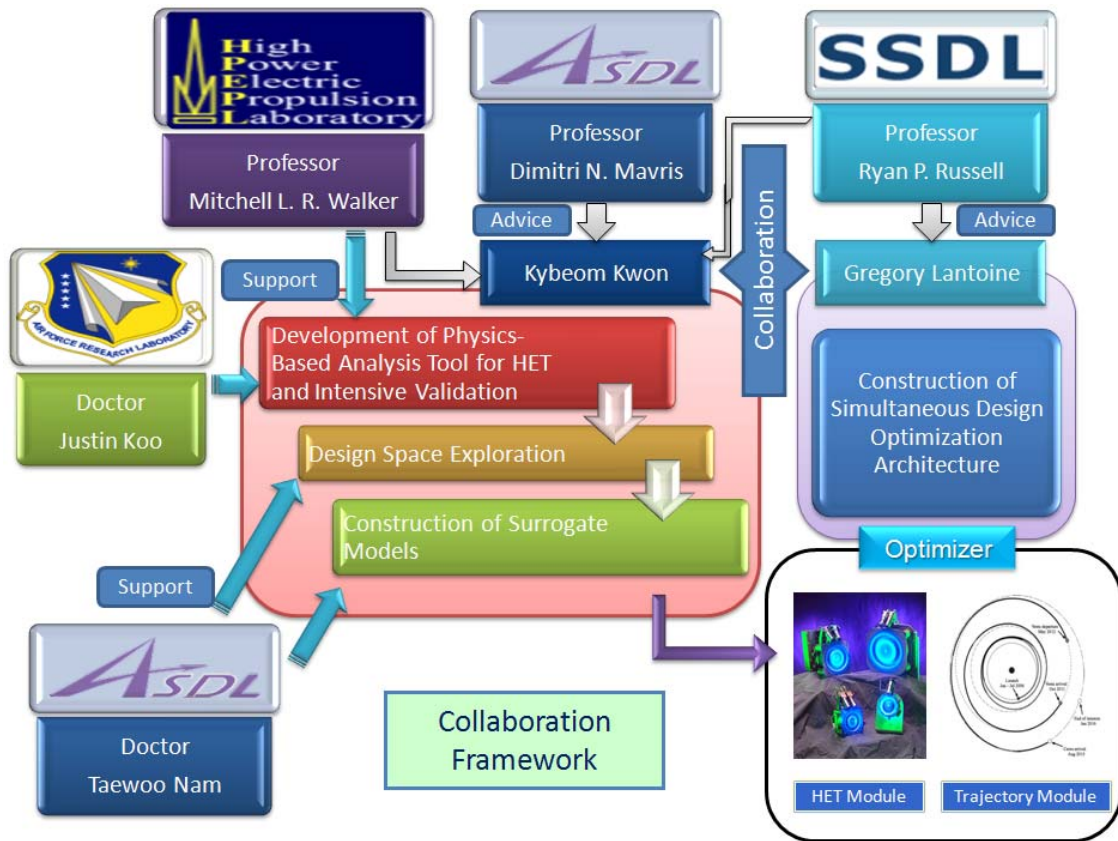 High
Power
Electric
Propulsion
Laboratory
ASDL
SSDL
Professor
Mitchell L. R. Walker
Professor
Dimitri N. Mavris
Professor
Ryan P. Russell
Advice
Advice
Collaboration
Support
Kybeom Kwon
Gregory Lantoine
AIR FORCE RESEARCH LABORATORY
Doctor
Justin Koo
Development of Physics-
Based Analysis Tool for HET
and Intensive Validation
Design Space Exploration
Construction of Surrogate
Models
Construction of
Simultaneous Design
Optimization
Architecture
Optimizer
Support
ASDL
Doctor
Taewoo Nam
Collaboration
Framework
HET Module
Trajectory Module